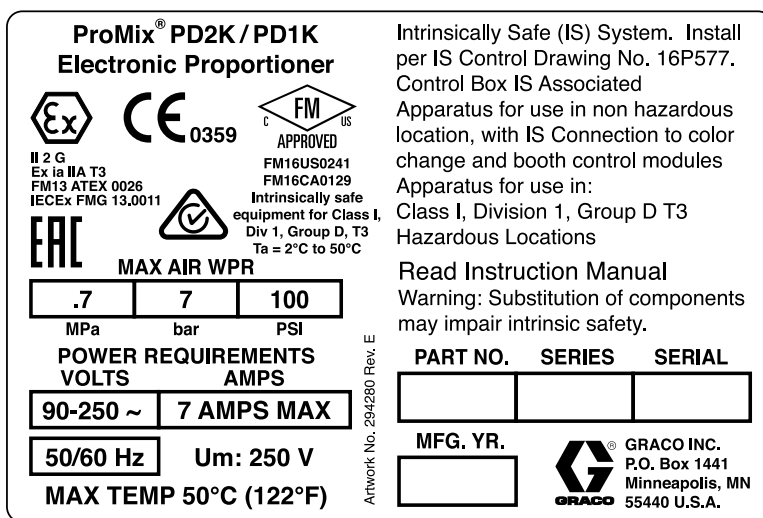 ProMix® PD2K / PD1K
Electronic Proportioner
Ex
CE 0359
FM
C US
APPROVED
II 2 G
Ex ia IIA T3
FM13 ATEX 0026
IECEx FMG 13.0011
FM16US0241
FM16CA0129
Intrinsically safe
equipment for Class I,
Div 1, Group D, T3
Ta = 2°C to 50°C
EAC
MAX AIR WPR
.7 7 100
MPa bar PSI
POWER REQUIREMENTS
VOLTS AMPS
90-250 ~ 7 AMPS MAX
50/60 Hz Um: 250 V
MAX TEMP 50°C (122°F)
Artwork No. 294280 Rev. E
Intrinsically Safe (IS) System. Install
per IS Control Drawing No. 16P577.
Control Box IS Associated
Apparatus for use in non hazardous
location, with IS Connection to color
change and booth control modules
Apparatus for use in:
Class I, Division 1, Group D T3
Hazardous Locations
Read Instruction Manual
Warning: Substitution of components
may impair intrinsic safety.
PART NO. SERIES SERIAL
MFG. YR.
®
GRACO
GRACO INC.
P.O. Box 1441
Minneapolis, MN
55440 U.S.A.